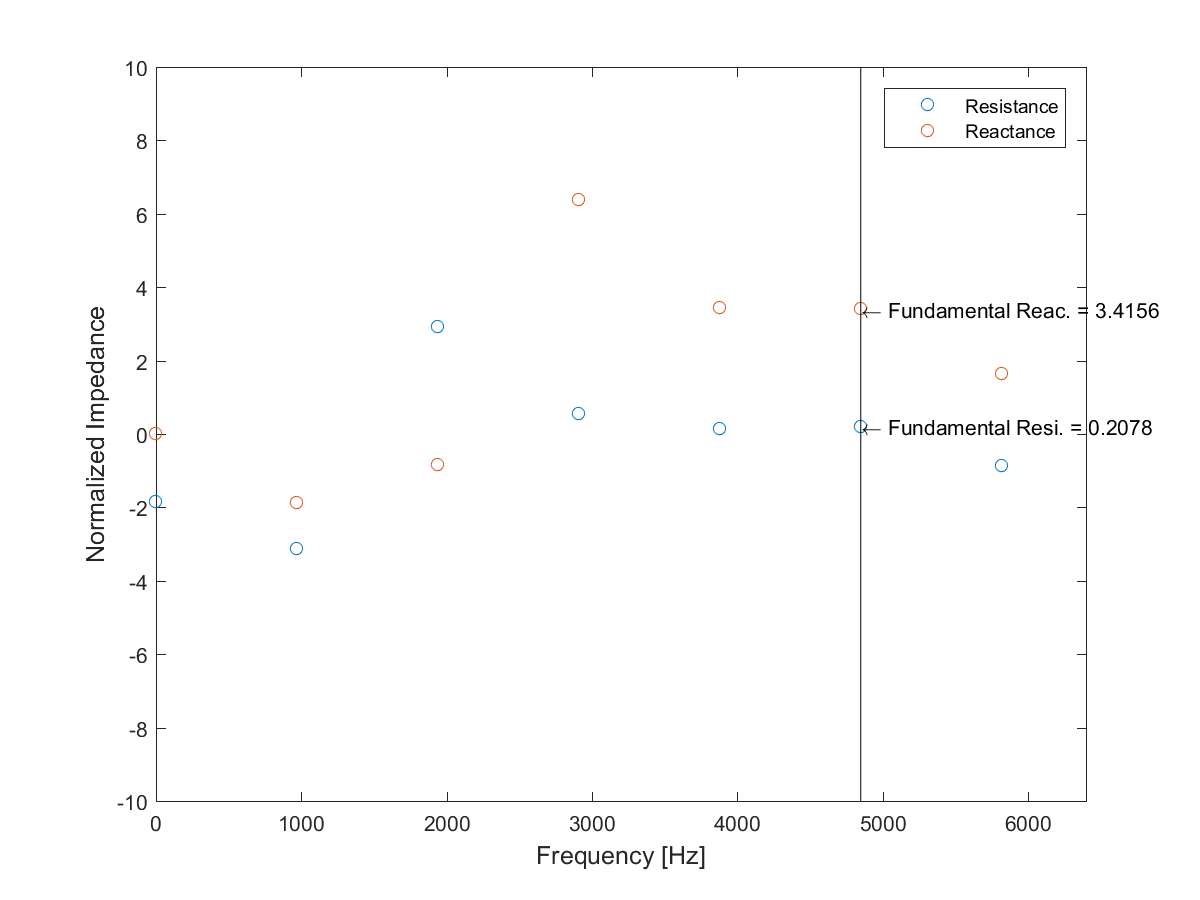 10
8
6
4
2
0
-2
-4
-6
-8
-10
Normalized Impedance
Resistance
Reactance
← Fundamental Reac. = 3.4156
← Fundamental Resi. = 0.2078
0 1000 2000 3000 4000 5000 6000
Frequency [Hz]